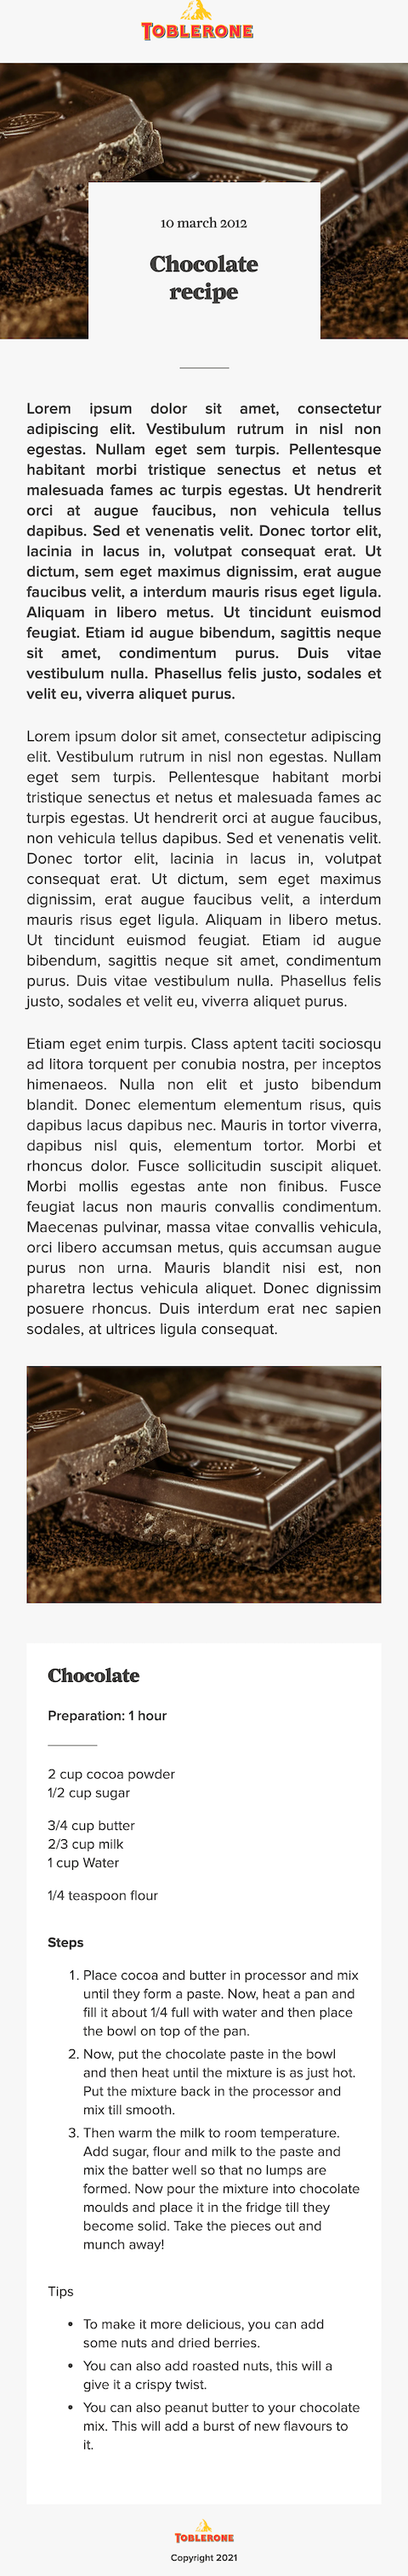 TOBLERONE
10 march 2012
Chocolate
recipe
Lorem ipsum dolor sit amet, consectetur
adipiscing elit. Vestibulum rutrum in nisl non
egestas. Nullam eget sem turpis. Pellentesque
habitant morbi tristique senectus et netus et
malesuada fames ac turpis egestas. Ut hendrerit
orci at augue faucibus, non vehicula tellus
dapibus. Sed et venenatis velit. Donec tortor elit,
lacinia in lacus in, volutpat consequat erat. Ut
dictum, sem eget maximus dignissim, erat augue
faucibus velit, a interdum mauris risus eget ligula.
Aliquam in libero metus. Ut tincidunt euismod
feugiat. Etiam id augue bibendum, sagittis neque
sit amet, condimentum purus. Duis vitae
vestibulum nulla. Phasellus felis justo, sodales et
velit eu, viverra aliquet purus.
Lorem ipsum dolor sit amet, consectetur adipiscing
elit. Vestibulum rutrum in nisl non egestas. Nullam
eget sem turpis. Pellentesque habitant morbi
tristique senectus et netus et malesuada fames ac
turpis egestas. Ut hendrerit orci at augue faucibus,
non vehicula tellus dapibus. Sed et venenatis velit.
Donec tortor elit, lacinia in lacus in, volutpat
consequat erat. Ut dictum, sem eget maximus
dignissim, erat augue faucibus velit, a interdum
mauris risus eget ligula. Aliquam in libero metus.
Ut tincidunt euismod feugiat. Etiam id augue
bibendum, sagittis neque sit amet, condimentum
purus. Duis vitae vestibulum nulla. Phasellus felis
justo, sodales et velit eu, viverra aliquet purus.
Etiam eget enim turpis. Class aptent taciti sociosqu
ad litora torquent per conubia nostra, per inceptos
himenaeos. Nulla non elit et justo bibendum
blandit. Donec elementum elementum risus, quis
dapibus lacus dapibus nec. Mauris in tortor viverra,
dapibus nisl quis, elementum tortor. Morbi et
rhoncus dolor. Fusce sollicitudin suscipit aliquet.
Morbi mollis egestas ante non finibus. Fusce
feugiat lacus non mauris convallis condimentum.
Maecenas pulvinar, massa vitae convallis vehicula,
orci libero accumsan metus, quis accumsan augue
purus non urna. Mauris blandit nisi est, non
pharetra lectus vehicula aliquet. Donec dignissim
posuere rhoncus. Duis interdum erat nec sapien
sodales, at ultrices ligula consequat.
Chocolate
Preparation: 1 hour
2 cup cocoa powder
1/2 cup sugar
3/4 cup butter
2/3 cup milk
1 cup Water
1/4 teaspoon flour
Steps
1. Place cocoa and butter in processor and mix
until they form a paste. Now, heat a pan and
fill it about 1/4 full with water and then place
the bowl on top of the pan.
2. Now, put the chocolate paste in the bowl
and then heat until the mixture is as just hot.
Put the mixture back in the processor and
mix till smooth.
3. Then warm the milk to room temperature.
Add sugar, flour and milk to the paste and
mix the batter well so that no lumps are
formed. Now pour the mixture into chocolate
moulds and place it in the fridge till they
become solid. Take the pieces out and
munch away!
Tips
• To make it more delicious, you can add
some nuts and dried berries.
• You can also add roasted nuts, this will a
give it a crispy twist.
• You can also peanut butter to your chocolate
mix. This will add a burst of new flavours to
it.
TOBLERONE
Copyright 2021